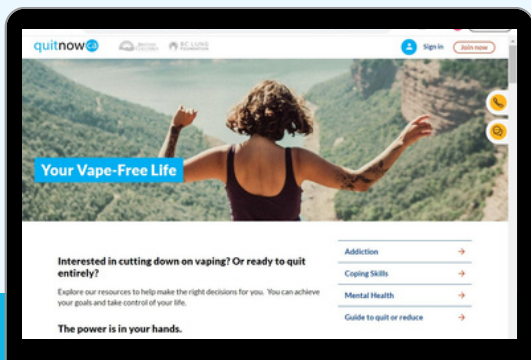 quitnow ca
BC LUNG
Sign in
Join now
Your Vape-Free Life
Interested in cutting down on vaping? Or ready to quit
entirely?
Explore our resources to help make the right decisions for you. You can achieve
your goals and take control of your life.
The power is in your hands.
Addiction
Coping Skills
Mental Health
Guide to quit or reduce